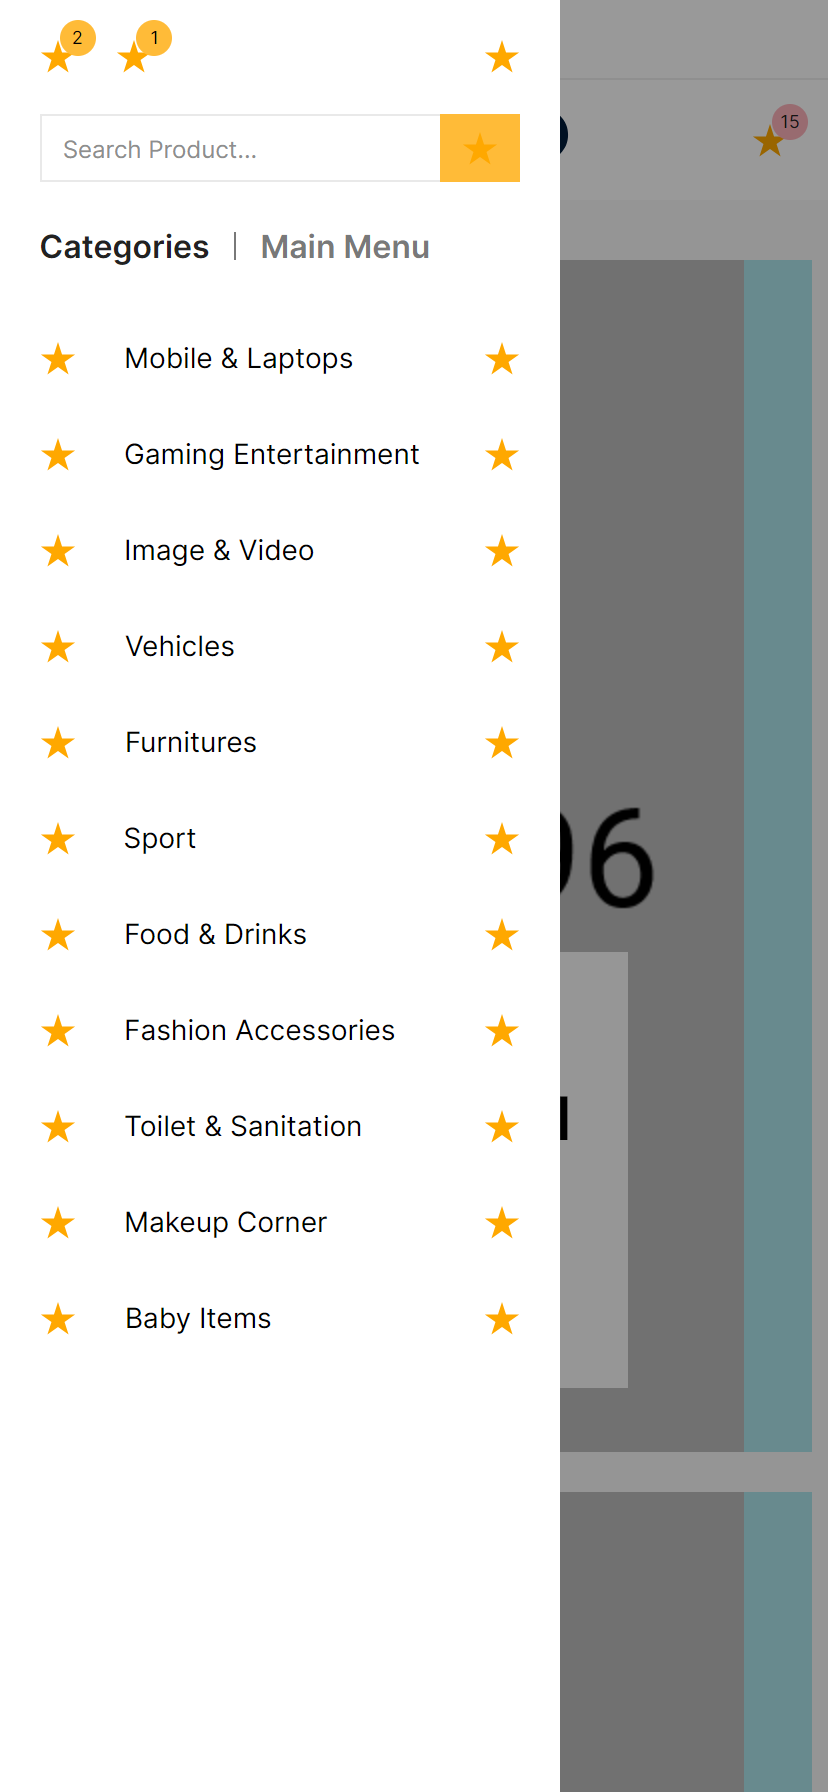 2
1
15
Search Product...
Categories
Main Menu
Mobile & Laptops
Gaming Entertainment
Image & Video
Vehicles
Furnitures
Sport
6
Food & Drinks
Fashion Accessories
Toilet & Sanitation
Makeup Corner
Baby Items